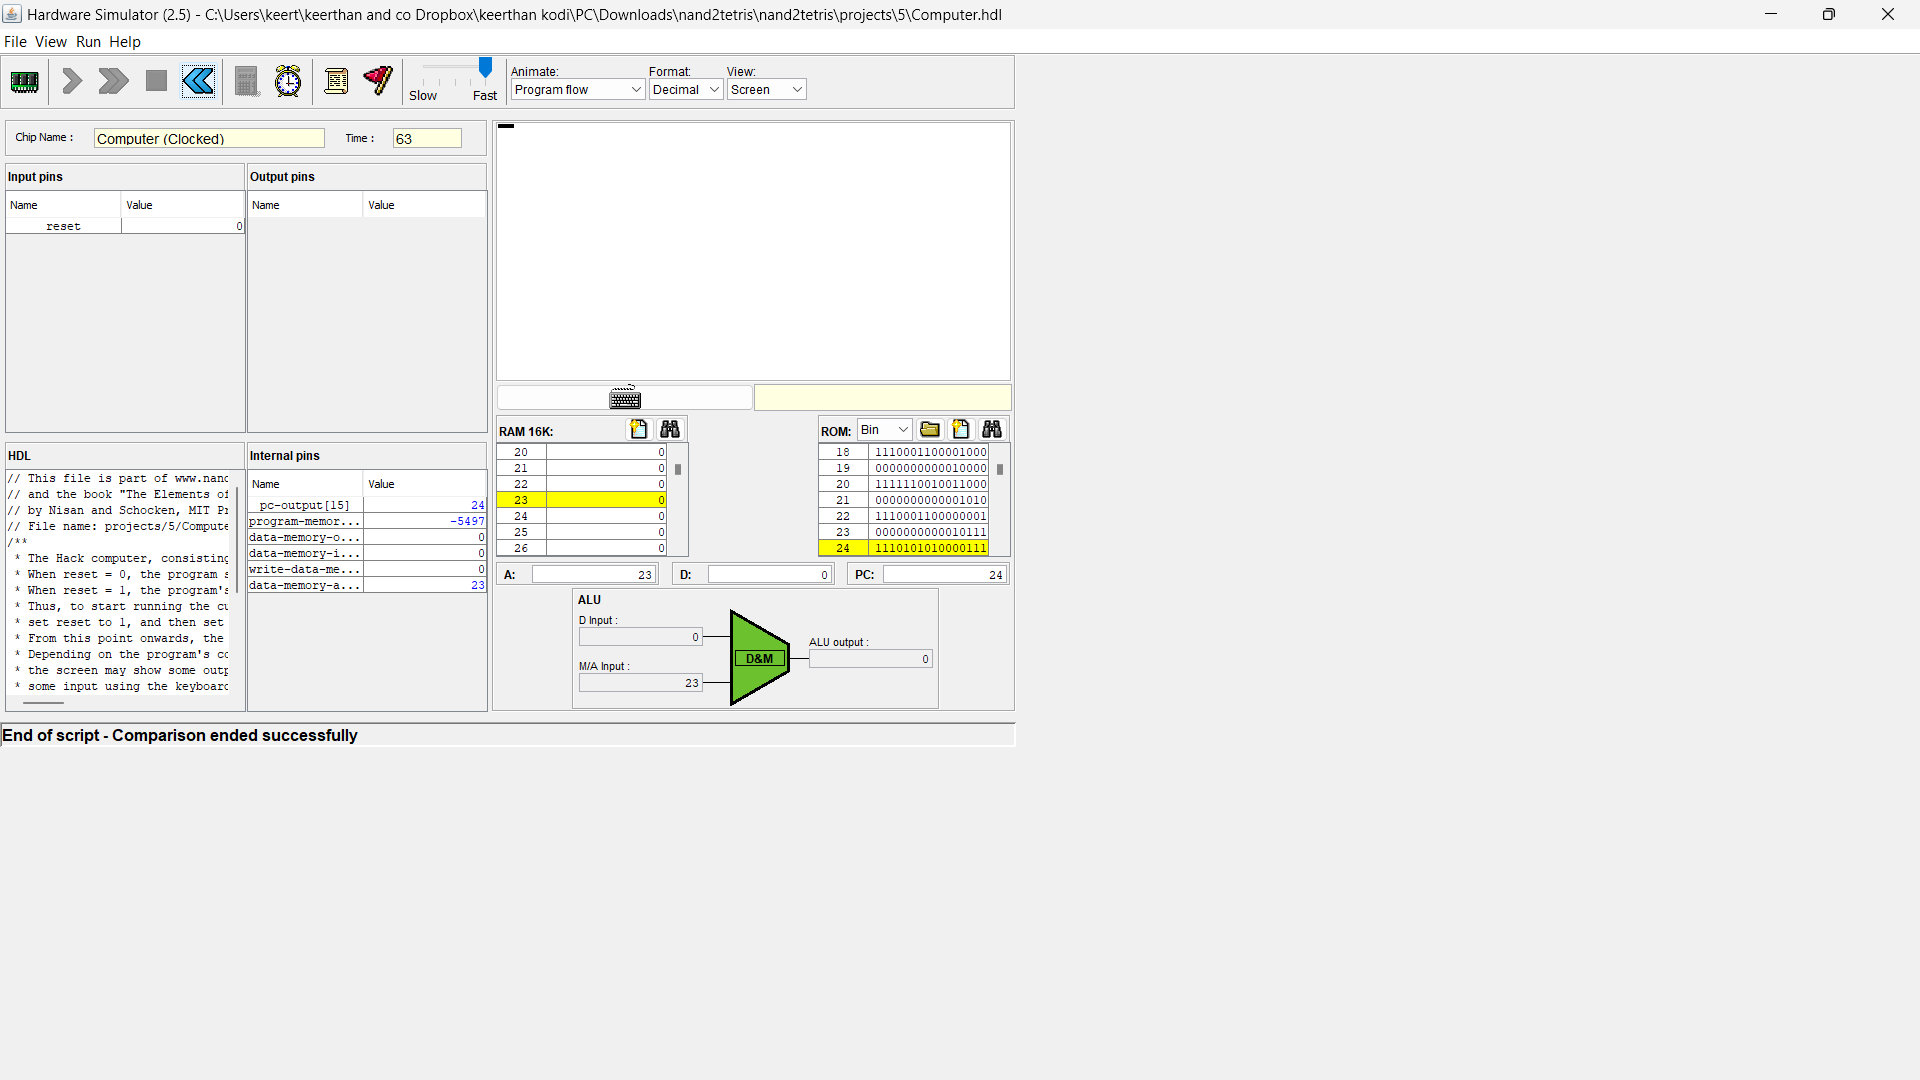 Hardware Simulator (2.5) - C:\Users\keert\keerthan and co Dropbox\keerthan kodi\PC\Downloads\nand2tetris\nand2tetris\projects\5\Computer.hdl
File View Run Help
Slow Fast
Animate: Format: View:
Program flow Decimal Screen
Chip Name : Computer (Clocked) Time : 63
Input pins
Name Value
reset 0
Output pins
Name Value
HDL
// This file is part of www.nand
// and the book "The Elements of
// by Nisan and Schocken, MIT Pr
// File name: projects/5/Compute
/**
* The Hack computer, consisting
* When reset = 0, the program s
* When reset = 1, the program's
* Thus, to start running the cu
* set reset to 1, and then set
* From this point onwards, the
* Depending on the program's co
* the screen may show some outp
* some input using the keyboard
Internal pins
Name Value
pc-output[15] 24
program-memor... -5497
data-memory-o... 0
data-memory-i... 0
write-data-me... 0
data-memory-a... 23
RAM 16K:
20 0
21 0
22 0
23 0
24 0
25 0
26 0
ROM: Bin
18 1110001100001000
19 0000000000010000
20 1111110010011000
21 0000000000001010
22 1110001100000001
23 0000000000010111
24 1110101010000111
A: 23 D: 0 PC: 24
ALU
D Input :
0
M/A Input :
23
D&M
ALU output :
0
End of script - Comparison ended successfully